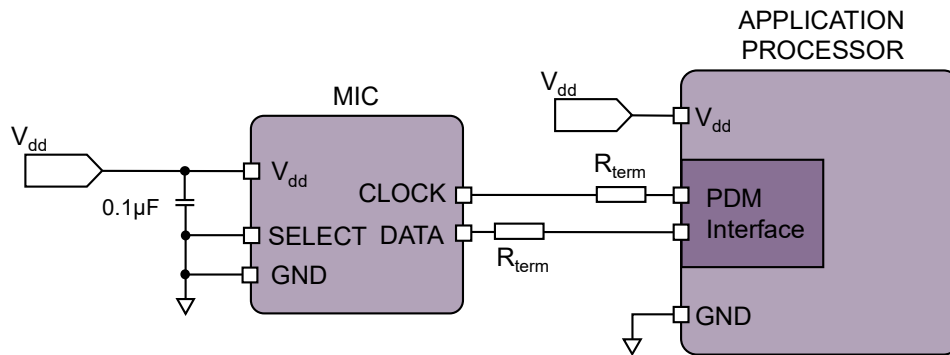 APPLICATION
PROCESSOR
MIC
Vdd
Vdd
Vdd
Vdd
Rterm
0.1µF
CLOCK
PDM
Interface
SELECT
DATA
Rterm
GND
GND